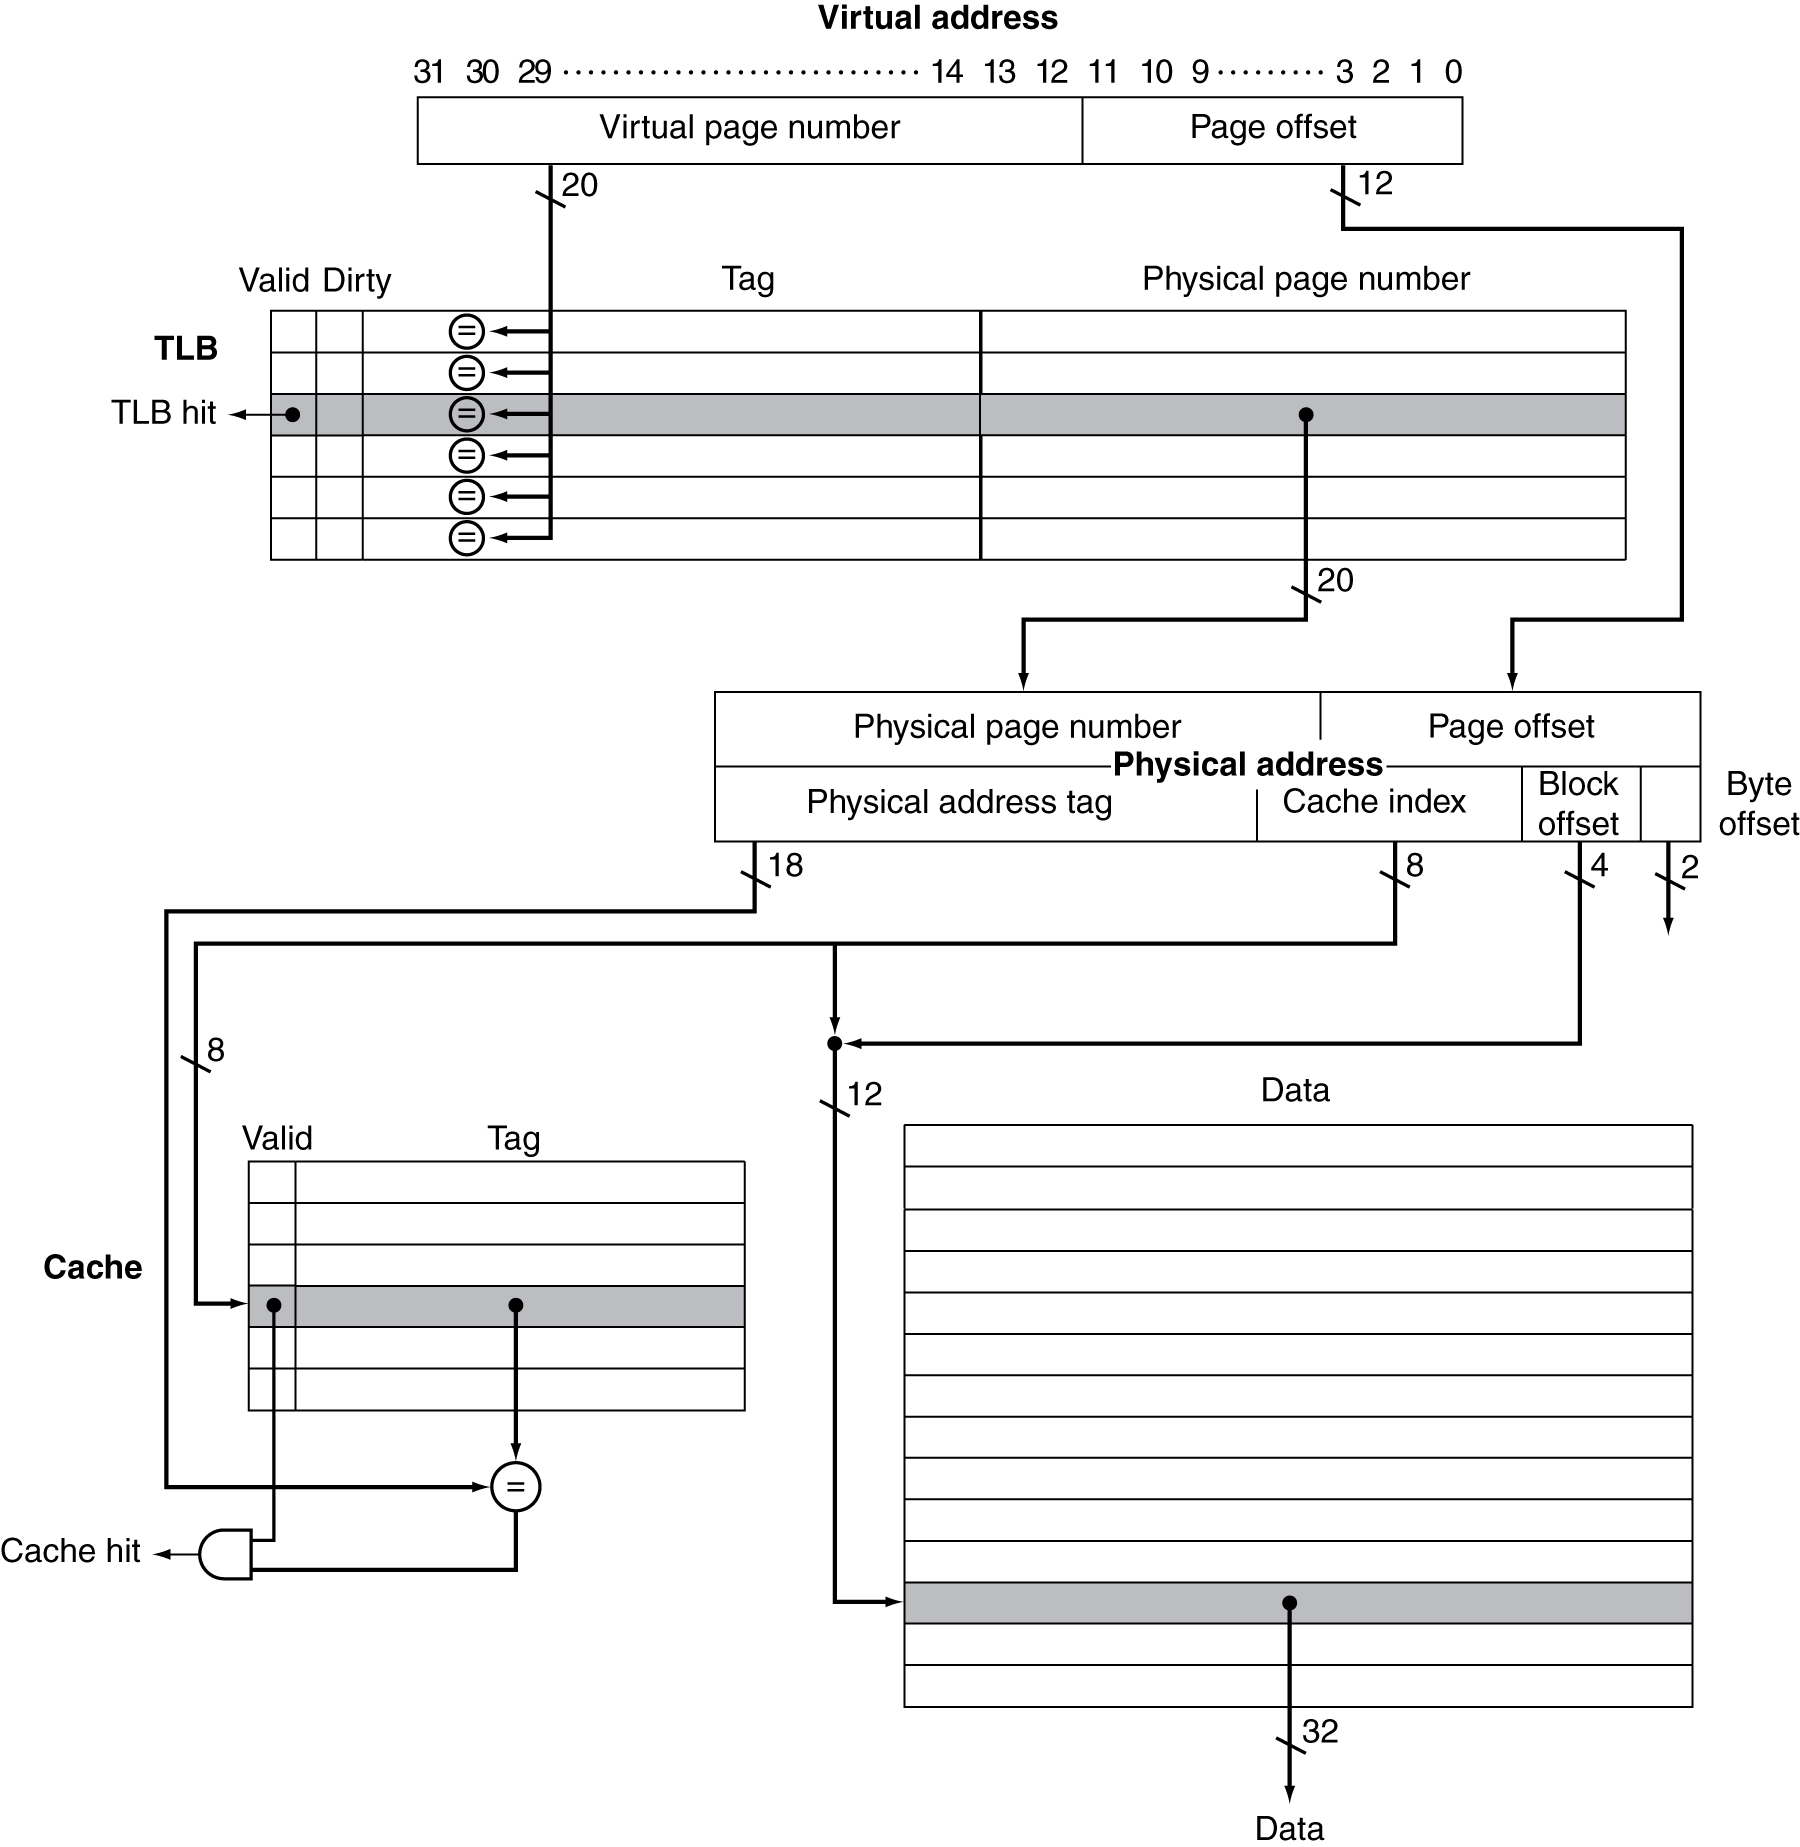 Virtual address
31 30 29 ····························· 14 13 12 11 10 9 ········· 3 2 1 0
Virtual page number Page offset
20 12
Valid Dirty Tag Physical page number
=
TLB
=
TLB hit =
=
=
=
20
Physical page number Page offset
Physical address
Physical address tag Cache index Block offset Byte offset
18 8 4 2
8
12
Data
Valid Tag
Cache
=
Cache hit
32
Data